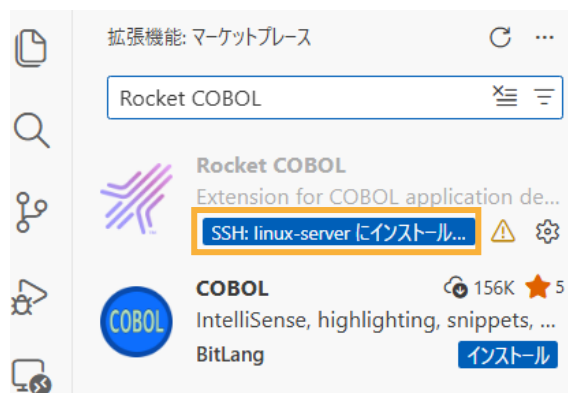 拡張機能: マーケットプレース
Rocket COBOL
Rocket COBOL
Extension for COBOL application de...
SSH: linux-server にインストール...
COBOL 156K 5
COBOL
IntelliSense, highlighting, snippets, ...
BitLang インストール